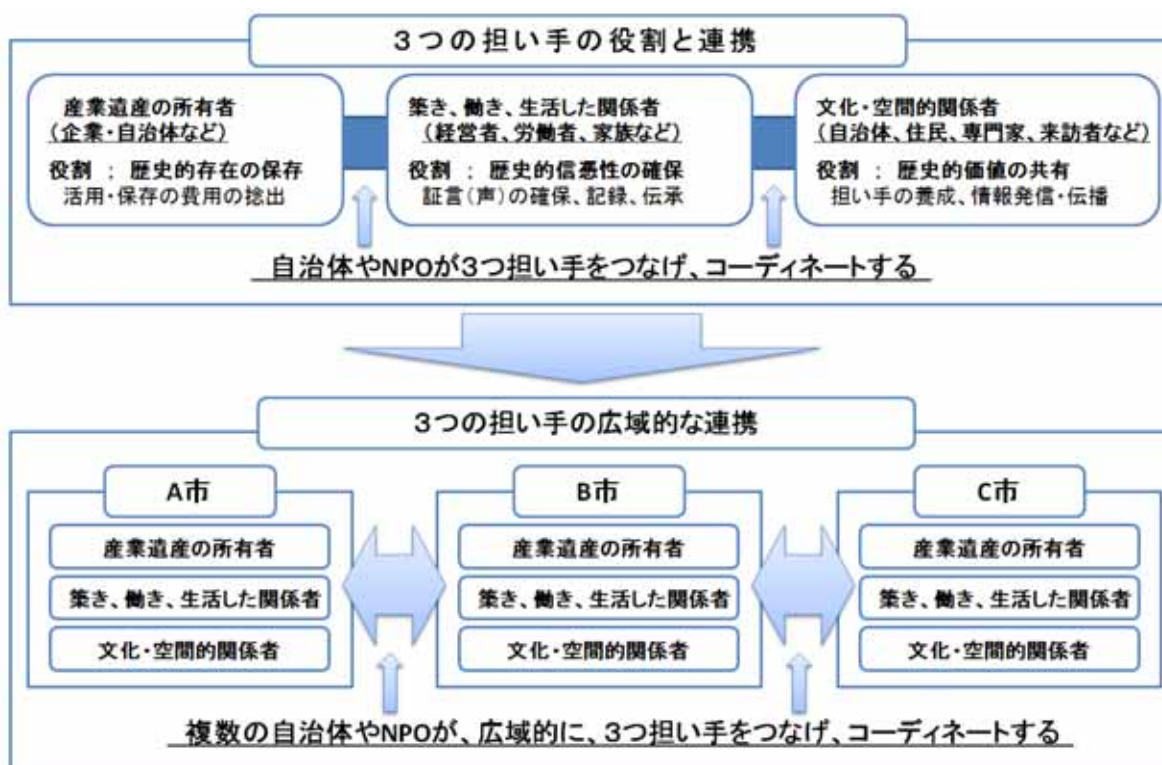 ３つの担い手の役割と連携
産業遺産の所有者
（企業・自治体など）
役割 ： 歴史的存在の保存
活用・保存の費用の捻出
築き、働き、生活した関係者
（経営者、労働者、家族など）
役割 ： 歴史的信憑性の確保
証言（声）の確保、記録、伝承
文化・空間的関係者
（自治体、住民、専門家、来訪者など）
役割 ： 歴史的価値の共有
担い手の養成、情報発信・伝播
自治体やNPOが３つ担い手をつなげ、コーディネートする
３つの担い手の広域的な連携
A市
産業遺産の所有者
築き、働き、生活した関係者
文化・空間的関係者
B市
産業遺産の所有者
築き、働き、生活した関係者
文化・空間的関係者
C市
産業遺産の所有者
築き、働き、生活した関係者
文化・空間的関係者
複数の自治体やNPOが、広域的に、３つ担い手をつなげ、コーディネートする